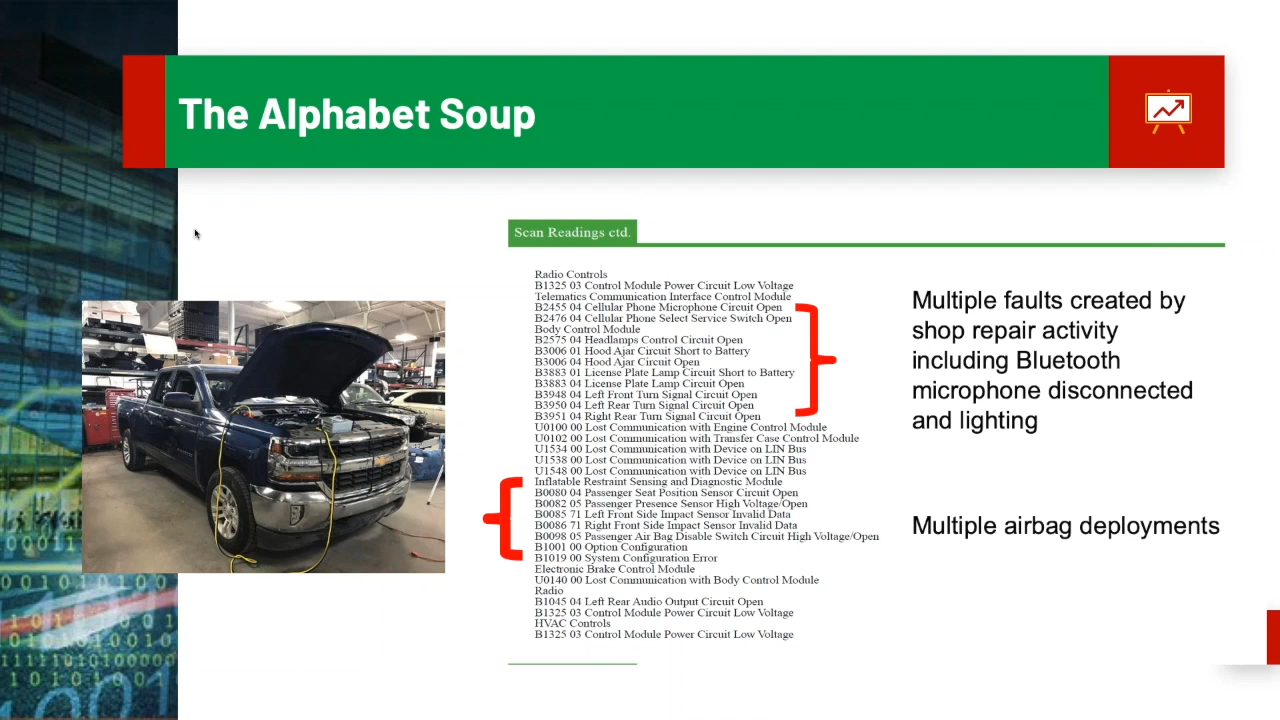 The Alphabet Soup
Scan Readings ctd.
Radio Controls
B1325 03 Control Module Power Circuit Low Voltage
Telematics Communication Interface Control Module
B2455 04 Cellular Phone Microphone Circuit Open
B2476 04 Cellular Phone Select Service Switch Open
Body Control Module
B2575 04 Headlamps Control Circuit Open
B3006 01 Hood Ajar Circuit Short to Battery
B3006 04 Hood Ajar Circuit Open
B3883 01 License Plate Lamp Circuit Short to Battery
B3883 04 License Plate Lamp Circuit Open
B3948 04 Left Front Turn Signal Circuit Open
B3950 04 Left Rear Turn Signal Circuit Open
B3951 04 Right Rear Turn Signal Circuit Open
U0100 00 Lost Communication with Engine Control Module
U0102 00 Lost Communication with Transfer Case Control Module
U1534 00 Lost Communication with Device on LIN Bus
U1538 00 Lost Communication with Device on LIN Bus
U1548 00 Lost Communication with Device on LIN Bus
Inflatable Restraint Sensing and Diagnostic Module
B0080 04 Passenger Seat Position Sensor Circuit Open
B0082 05 Passenger Presence Sensor High Voltage/Open
B0085 71 Left Front Side Impact Sensor Invalid Data
B0086 71 Right Front Side Impact Sensor Invalid Data
B0098 05 Passenger Air Bag Disable Switch Circuit High Voltage/Open
B1001 00 Option Configuration
B1019 00 System Configuration Error
Electronic Brake Control Module
U0140 00 Lost Communication with Body Control Module
Radio
B1045 04 Left Rear Audio Output Circuit Open
B1325 03 Control Module Power Circuit Low Voltage
HVAC Controls
B1325 03 Control Module Power Circuit Low Voltage
Multiple faults created by
shop repair activity
including Bluetooth
microphone disconnected
and lighting
Multiple airbag deployments